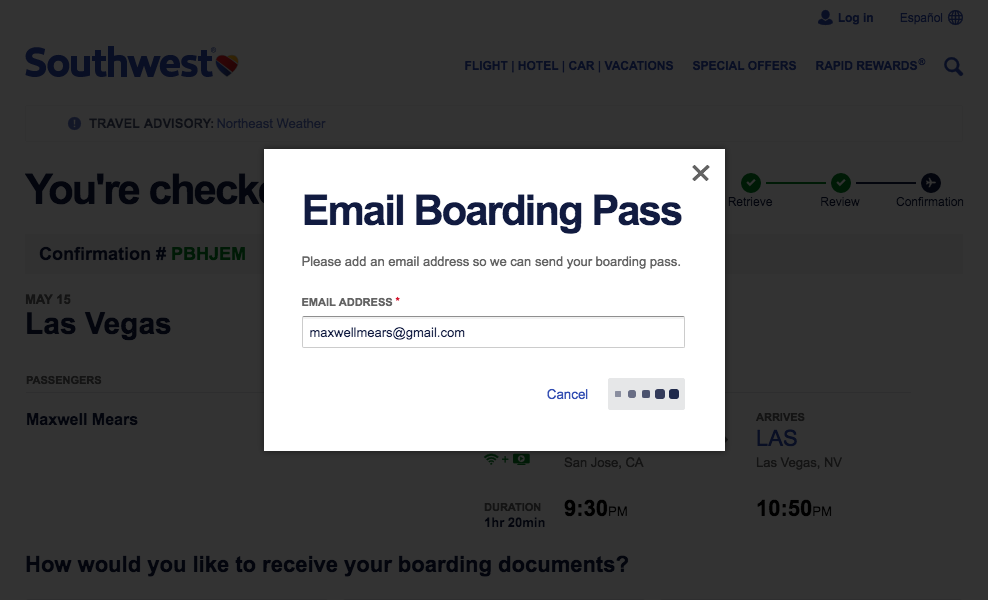 Log in
Español
Southwest®
FLIGHT | HOTEL | CAR | VACATIONS
SPECIAL OFFERS
RAPID REWARDS®
TRAVEL ADVISORY: Northeast Weather
You're
Retrieve
Review
Confirmation
Confirmation # PBHJEM
Email Boarding Pass
Please add an email address so we can send your boarding pass.
EMAIL ADDRESS *
maxwellmears@gmail.com
Cancel
MAY 15
Las Vegas
PASSENGERS
Maxwell Mears
ARRIVES
LAS
San Jose, CA
Las Vegas, NV
DURATION
1hr 20min
9:30PM
10:50PM
How would you like to receive your boarding documents?